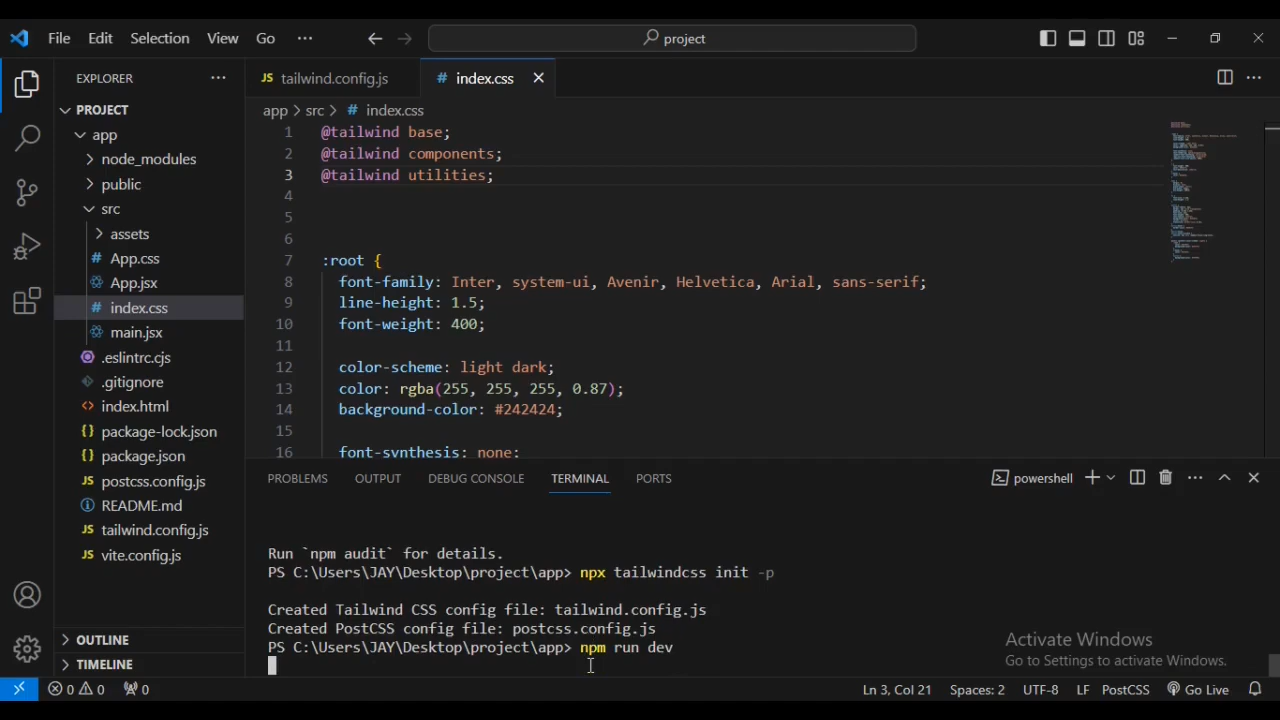 File Edit Selection View Go ··· project
EXPLORER ···
PROJECT
app
node_modules
public
src
assets
App.css
App.jsx
index.css
main.jsx
.eslintrc.cjs
.gitignore
index.html
package-lock.json
package.json
postcss.config.js
README.md
tailwind.config.js
vite.config.js
OUTLINE
TIMELINE
JS tailwind.config.js # index.css
app > src > # index.css
1 @tailwind base;
2 @tailwind components;
3 @tailwind utilities;
4
5
6
7 :root {
8 font-family: Inter, system-ui, Avenir, Helvetica, Arial, sans-serif;
9 line-height: 1.5;
10 font-weight: 400;
11
12 color-scheme: light dark;
13 color: rgba(255, 255, 255, 0.87);
14 background-color: #242424;
15
16 font-synthesis: none;
PROBLEMS OUTPUT DEBUG CONSOLE TERMINAL PORTS powershell
Run `npm audit` for details.
PS C:\Users\JAY\Desktop\project\app> npx tailwindcss init -p
Created Tailwind CSS config file: tailwind.config.js
Created PostCSS config file: postcss.config.js
PS C:\Users\JAY\Desktop\project\app> npm run dev
Activate Windows
Go to Settings to activate Windows.
0 0 0 Ln 3, Col 21 Spaces: 2 UTF-8 LF PostCSS Go Live